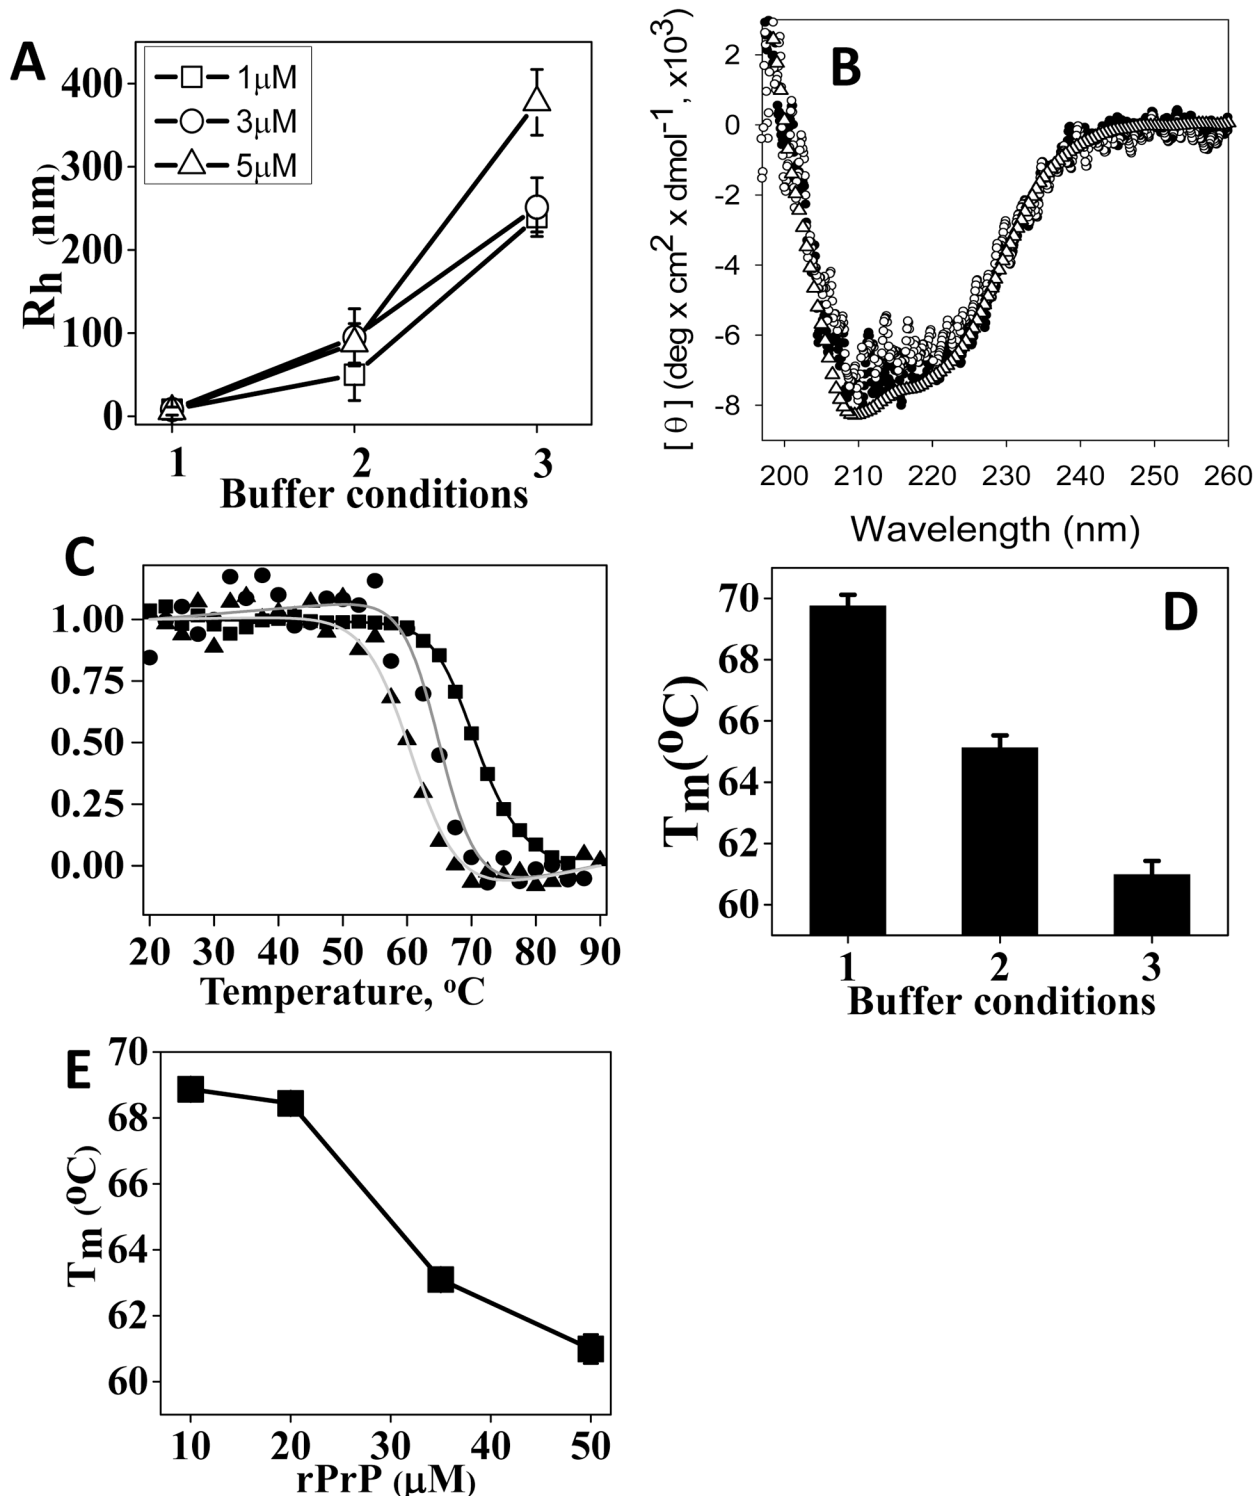 A
1μM
3μM
5μM
400
300
200
100
0
Rh (nm)
1 2 3
Buffer conditions
B
2
0
-2
-4
-6
-8
[ θ ] (deg x cm² x dmol⁻¹, x10³)
200 210 220 230 240 250 260
Wavelength (nm)
C
1.00
0.75
0.50
0.25
0.00
20 30 40 50 60 70 80 90
Temperature, ºC
D
70
68
66
64
62
60
Tm(ºC)
1 2 3
Buffer conditions
E
70
68
66
64
62
60
Tm (ºC)
10 20 30 40 50
rPrP (μM)